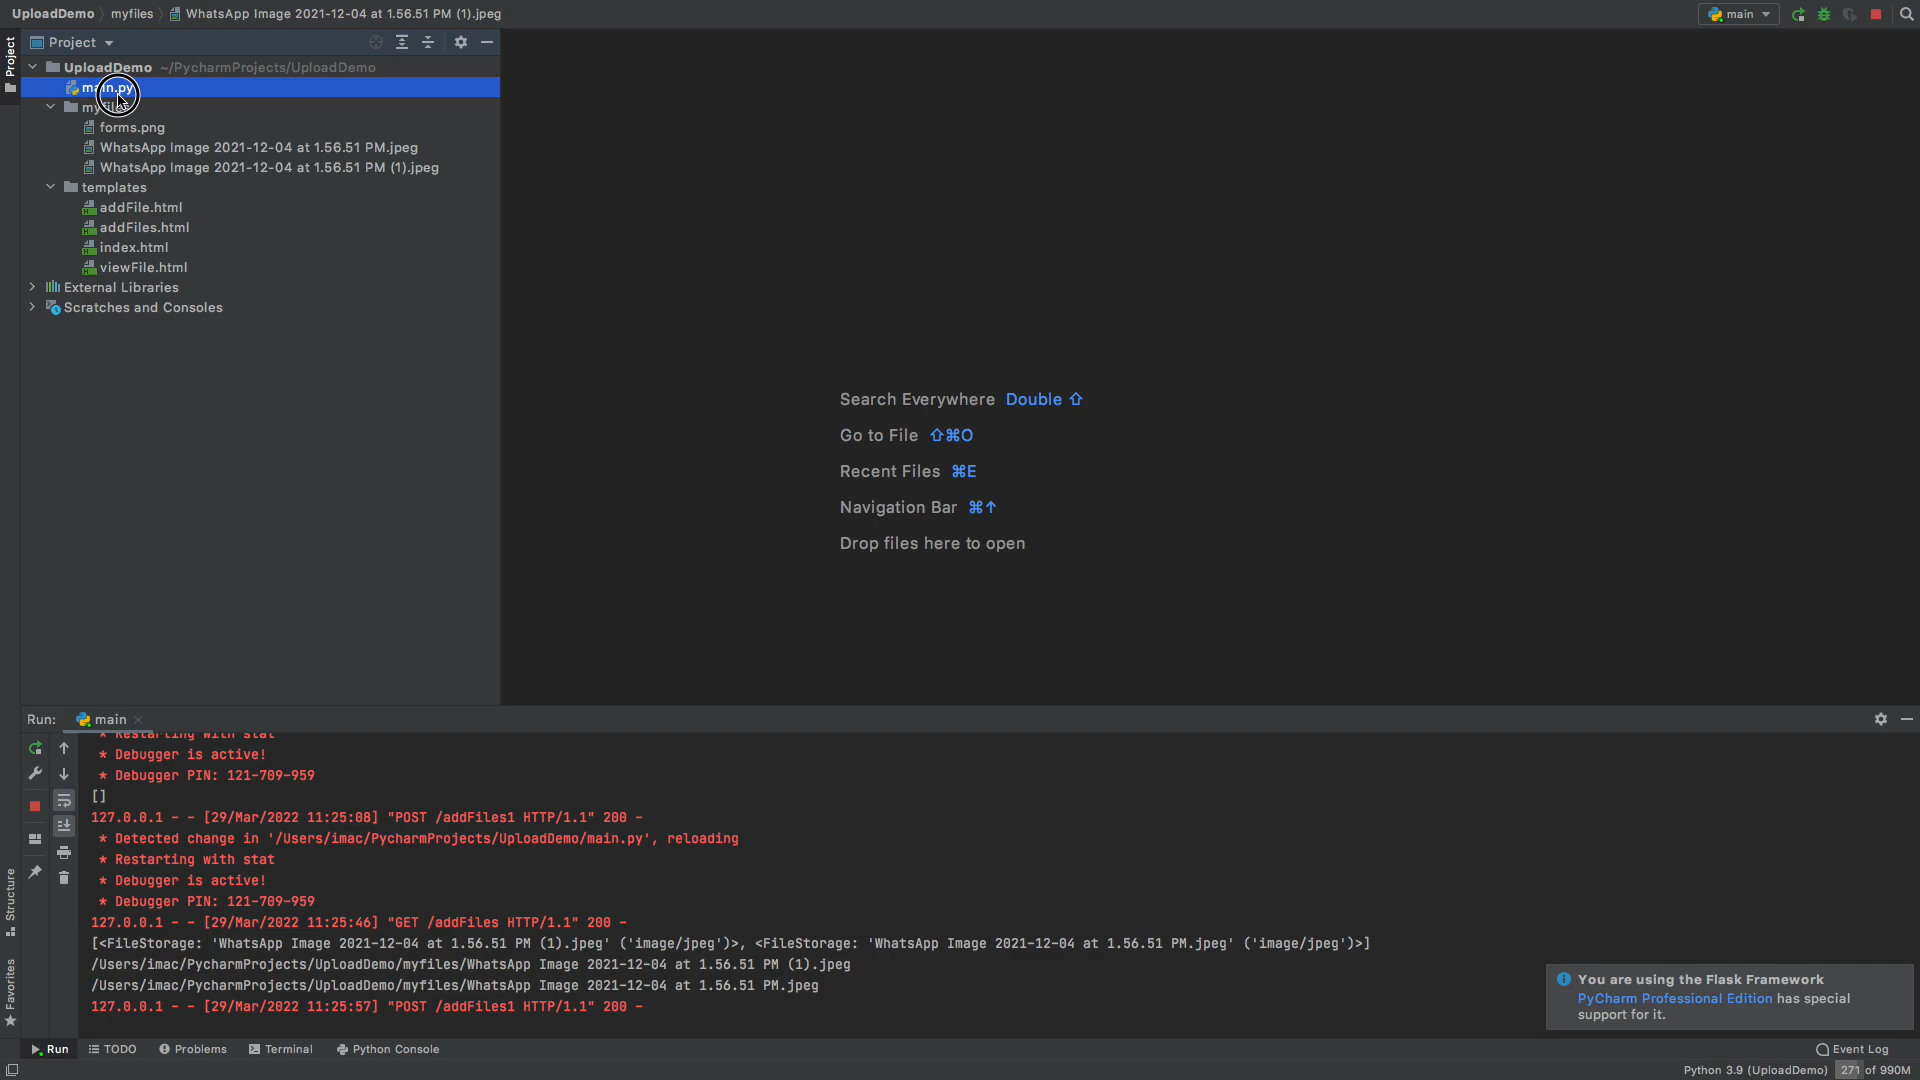 UploadDemo myfiles WhatsApp Image 2021-12-04 at 1.56.51 PM (1).jpeg main
Project
Project
UploadDemo ~/PycharmProjects/UploadDemo
main.py
myfiles
forms.png
WhatsApp Image 2021-12-04 at 1.56.51 PM.jpeg
WhatsApp Image 2021-12-04 at 1.56.51 PM (1).jpeg
templates
addFile.html
addFiles.html
index.html
viewFile.html
External Libraries
Scratches and Consoles
Search Everywhere Double ⇧
Go to File ⇧⌘O
Recent Files ⌘E
Navigation Bar ⌘↑
Drop files here to open
Run: main
* Restarting with stat
* Debugger is active!
* Debugger PIN: 121-709-959
[]
127.0.0.1 - - [29/Mar/2022 11:25:08] "POST /addFiles1 HTTP/1.1" 200 -
* Detected change in '/Users/imac/PycharmProjects/UploadDemo/main.py', reloading
* Restarting with stat
* Debugger is active!
* Debugger PIN: 121-709-959
127.0.0.1 - - [29/Mar/2022 11:25:46] "GET /addFiles HTTP/1.1" 200 -
[<FileStorage: 'WhatsApp Image 2021-12-04 at 1.56.51 PM (1).jpeg' ('image/jpeg')>, <FileStorage: 'WhatsApp Image 2021-12-04 at 1.56.51 PM.jpeg' ('image/jpeg')>]
/Users/imac/PycharmProjects/UploadDemo/myfiles/WhatsApp Image 2021-12-04 at 1.56.51 PM (1).jpeg
/Users/imac/PycharmProjects/UploadDemo/myfiles/WhatsApp Image 2021-12-04 at 1.56.51 PM.jpeg
127.0.0.1 - - [29/Mar/2022 11:25:57] "POST /addFiles1 HTTP/1.1" 200 -
Structure
Favorites
You are using the Flask Framework
PyCharm Professional Edition has special
support for it.
Run TODO Problems Terminal Python Console Event Log
Python 3.9 (UploadDemo) 271 of 990M